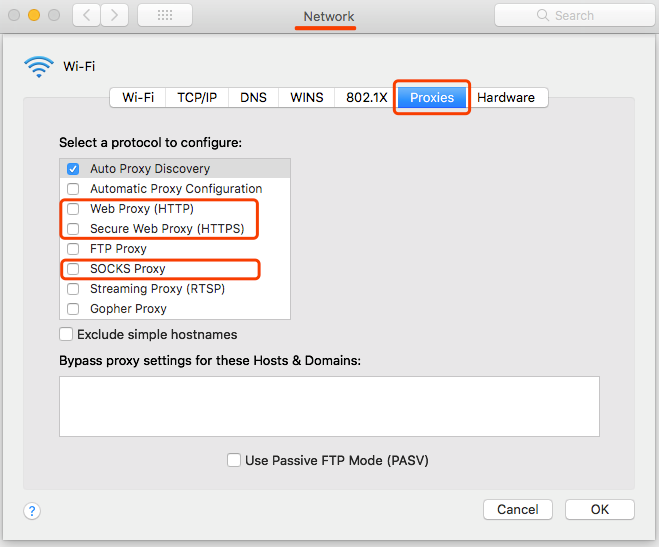 Network
Search
Wi-Fi
Wi-Fi TCP/IP DNS WINS 802.1X Proxies Hardware
Select a protocol to configure:
Auto Proxy Discovery
Automatic Proxy Configuration
Web Proxy (HTTP)
Secure Web Proxy (HTTPS)
FTP Proxy
SOCKS Proxy
Streaming Proxy (RTSP)
Gopher Proxy
Exclude simple hostnames
Bypass proxy settings for these Hosts & Domains:
Use Passive FTP Mode (PASV)
? Cancel OK